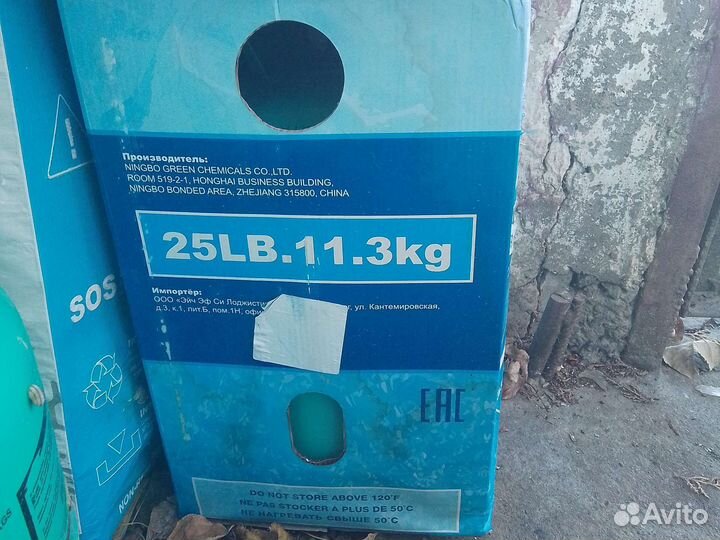 Производитель:
NINGBO GREEN CHEMICALS CO.,LTD.
ROOM 519-2-1, HONGHAI BUSINESS BUILDING,
NINGBO BONDED AREA, ZHEJIANG 315800, CHINA
25LB.11.3kg
Импортёр:
ООО «Эйч Эф Си Лоджистик ул. Кантемировская,
д.3, к.1, лит.Б, пом.1Н,
SOS
EAC
DO NOT STORE ABOVE 120°F
NE PAS STOCKER A PLUS DE 50°C
НЕ НАГРЕВАТЬ СВЫШЕ 50°C
Avito